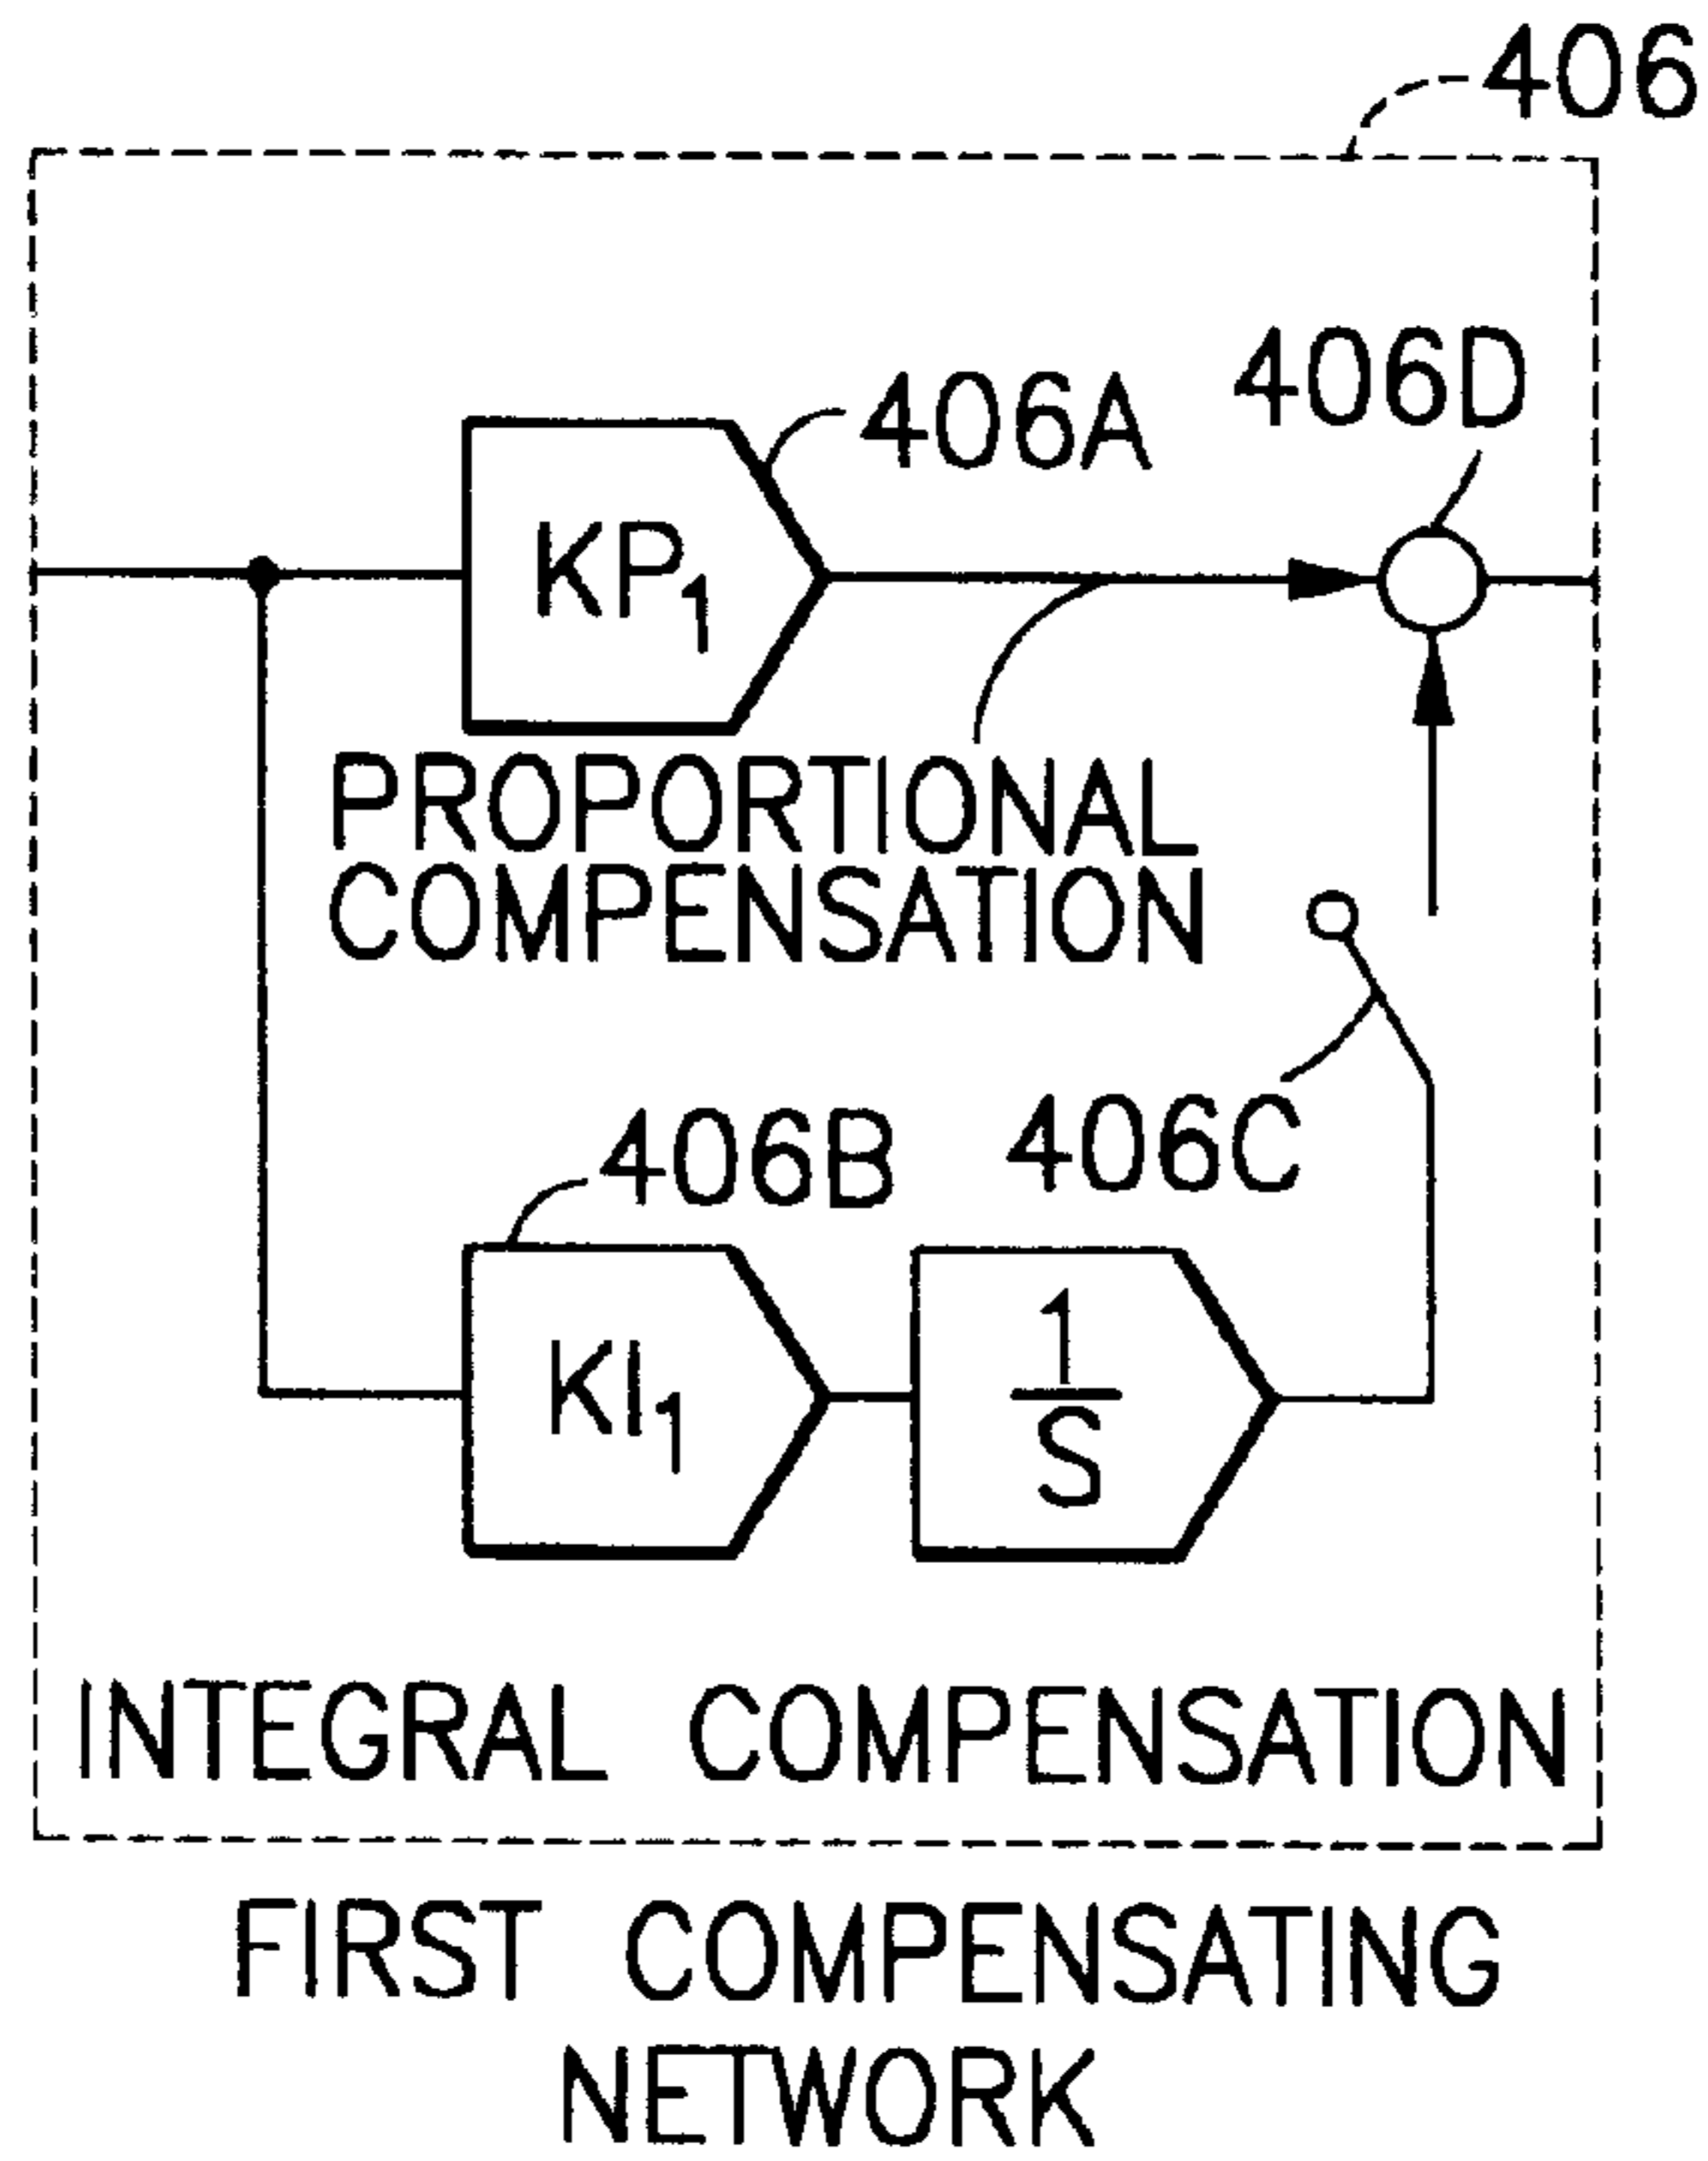 406
406D
406A
KP1
PROPORTIONAL
COMPENSATION
406C
406B
KI1
1
S
INTEGRAL COMPENSATION
FIRST COMPENSATING
NETWORK